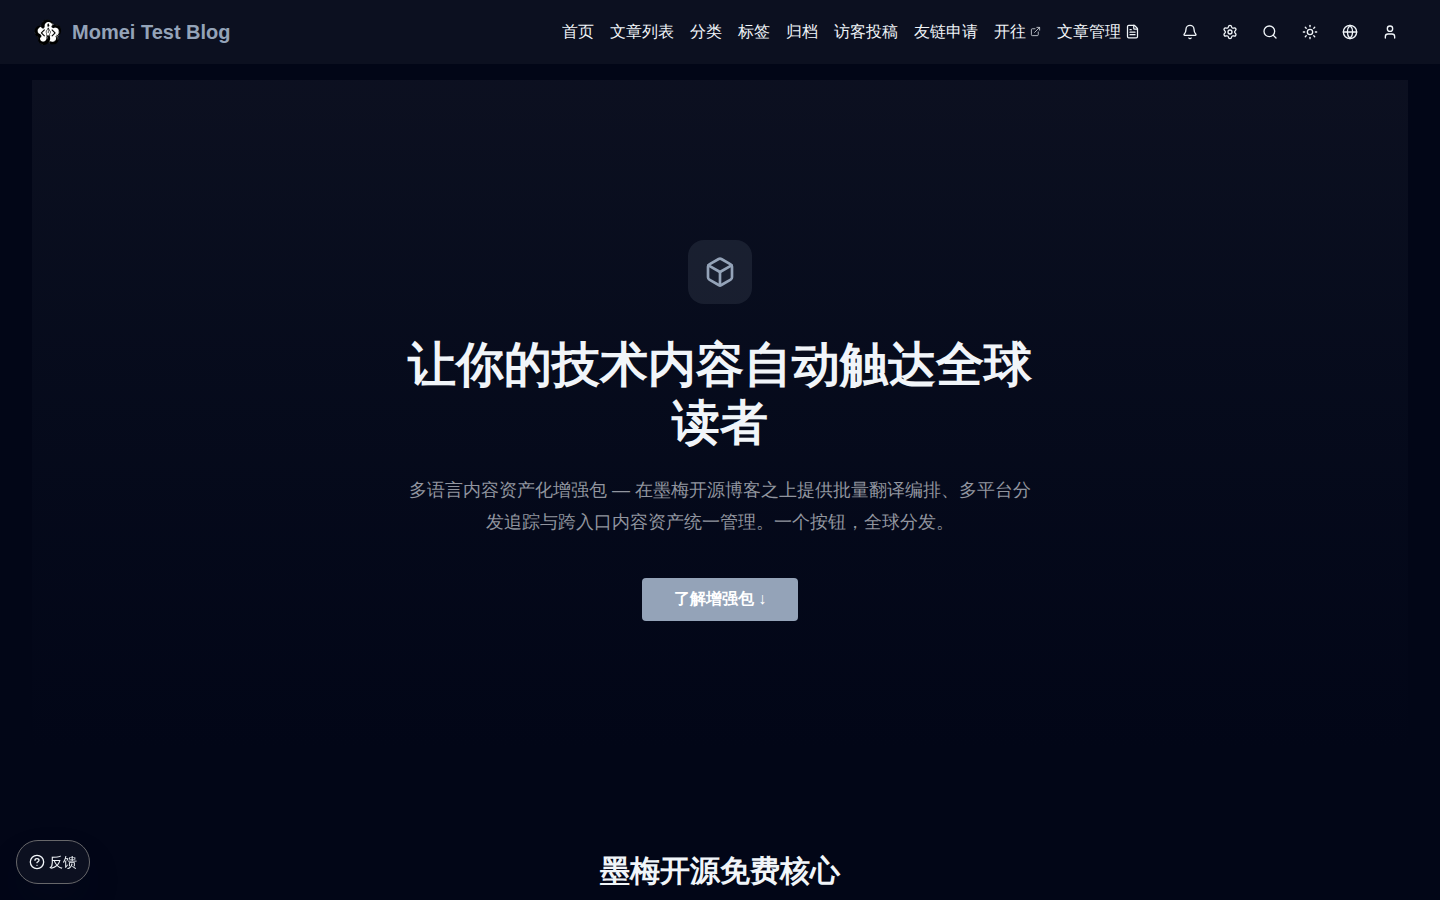 Momei Test Blog
首页 文章列表 分类 标签 归档 访客投稿 友链申请 开往 文章管理
让你的技术内容自动触达全球
读者
多语言内容资产化增强包 — 在墨梅开源博客之上提供批量翻译编排、多平台分
发追踪与跨入口内容资产统一管理。一个按钮，全球分发。
了解增强包 ↓
反馈
墨梅开源免费核心